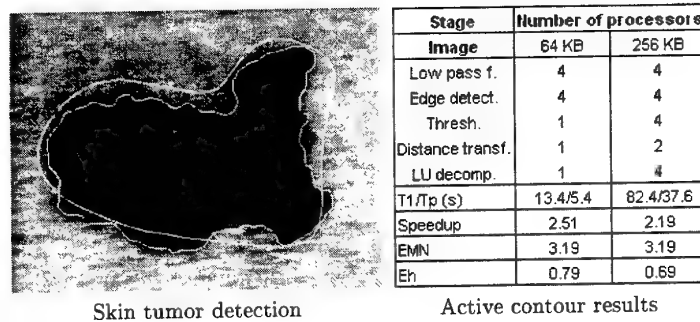 Stage Number of processors
Image 64 KB 256 KB
Low pass f. 4 4
Edge detect. 4 4
Thresh. 1 4
Distance transf. 1 2
LU decomp. 1 4
T1/Tp (s) 13.4/5.4 82.4/37.6
Speedup 2.51 2.19
EMN 3.19 3.19
Eh 0.79 0.69
Skin tumor detection Active contour results